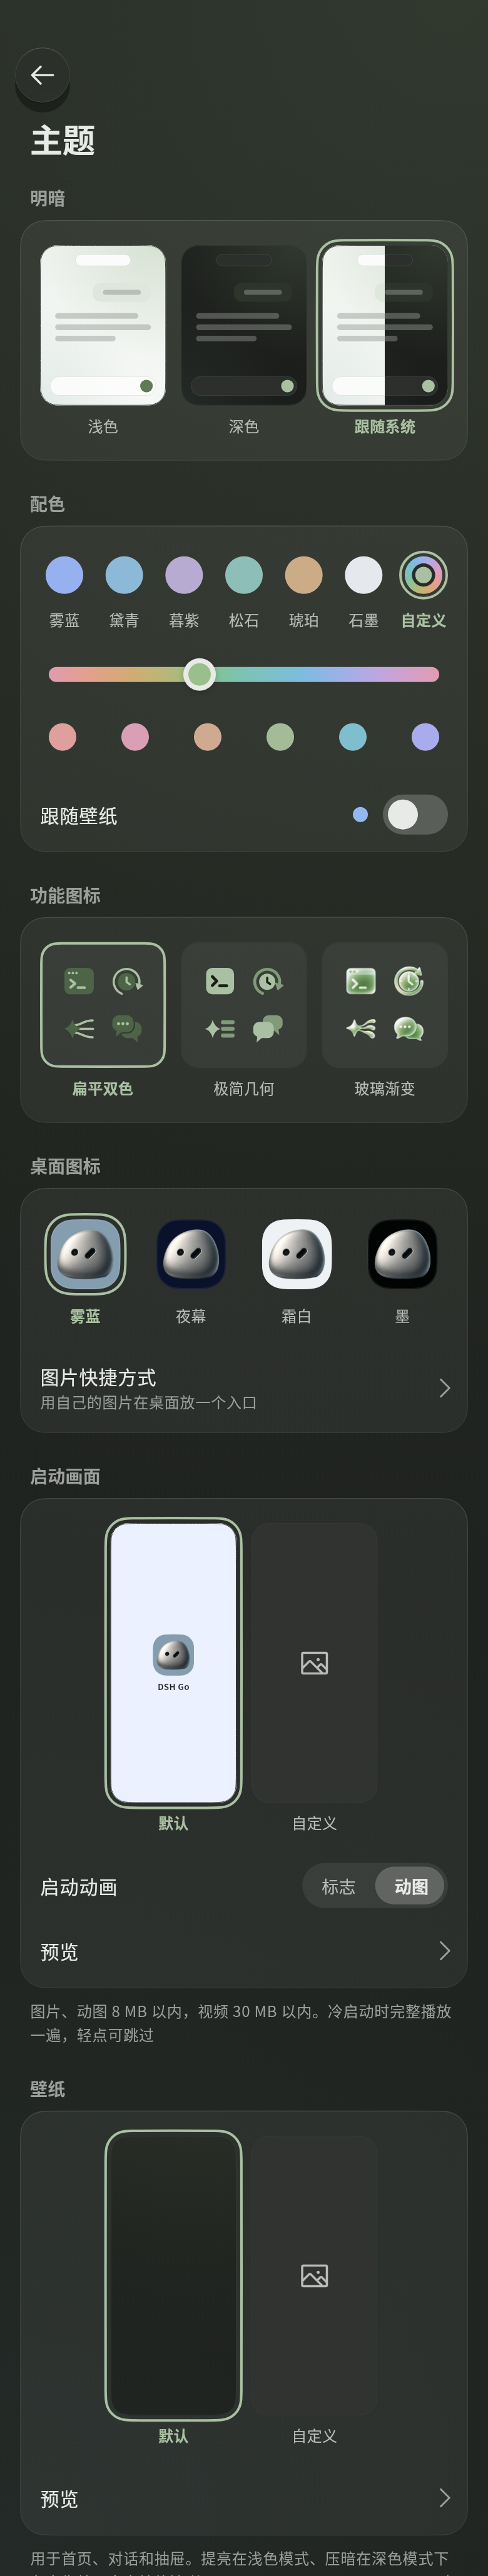 主题
明暗
浅色 深色 跟随系统
配色
雾蓝 黛青 暮紫 松石 琥珀 石墨 自定义
跟随壁纸
功能图标
扁平双色 极简几何 玻璃渐变
桌面图标
雾蓝 夜幕 霜白 墨
图片快捷方式
用自己的图片在桌面放一个入口
启动画面
DSH Go
默认 自定义
启动动画 标志 动图
预览
图片、动图 8 MB 以内，视频 30 MB 以内。冷启动时完整播放
一遍，轻点可跳过
壁纸
默认 自定义
预览
用于首页、对话和抽屉。提亮在浅色模式、压暗在深色模式下